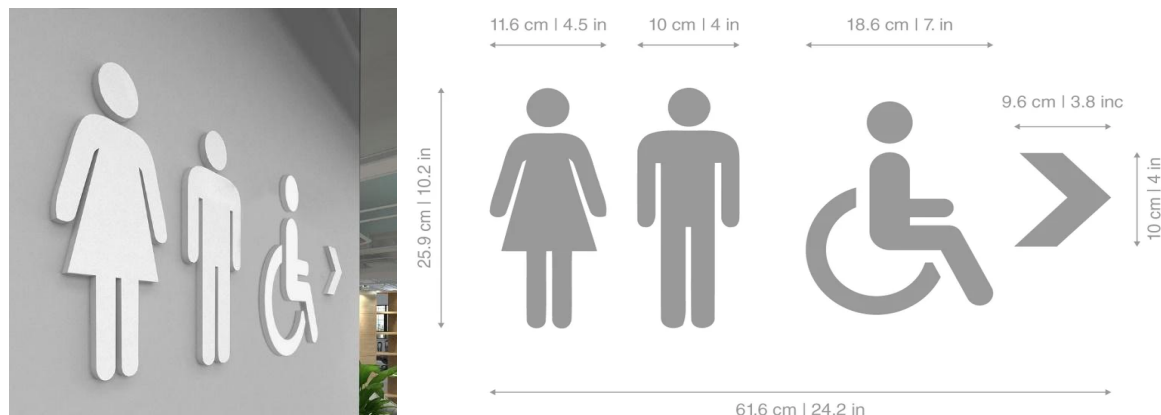 11.6 cm | 4.5 in
10 cm | 4 in
18.6 cm | 7. in
9.6 cm | 3.8 inc
25.9 cm | 10.2 in
10 cm | 4 in
61.6 cm | 24.2 in